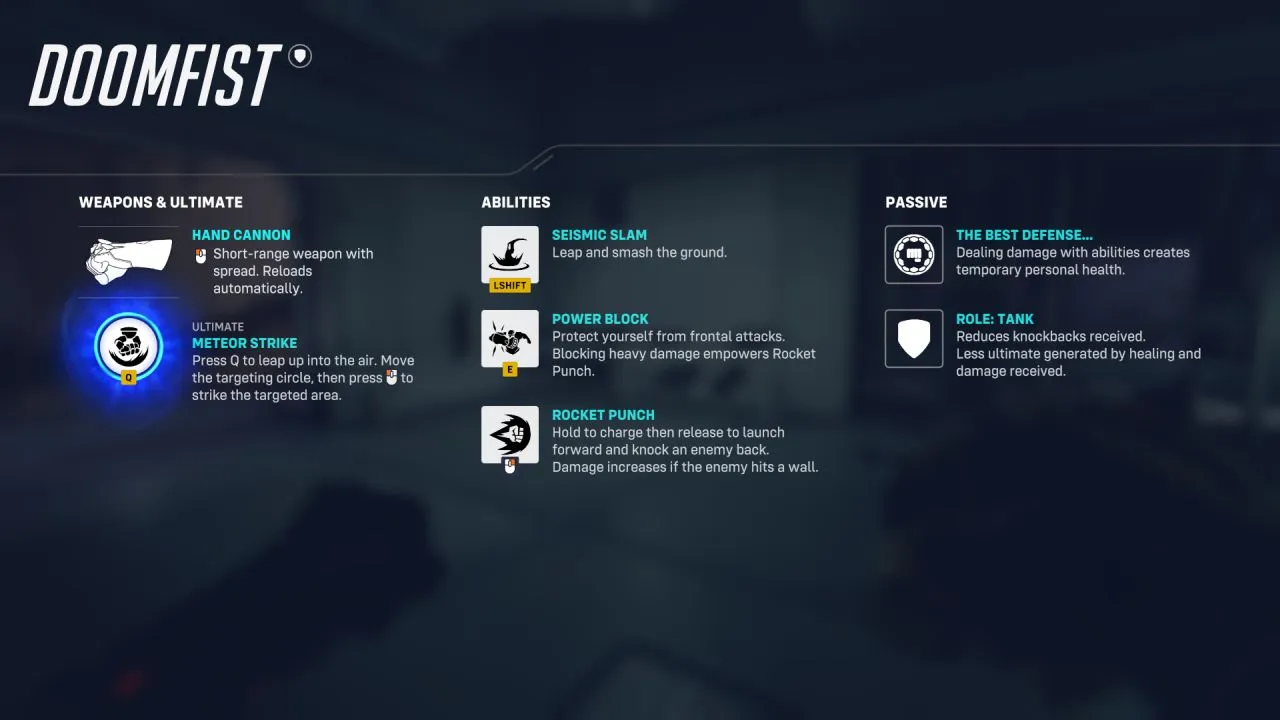 DOOMFIST
WEAPONS & ULTIMATE
HAND CANNON
Short-range weapon with
spread. Reloads
automatically.
ULTIMATE
METEOR STRIKE
Press Q to leap up into the air. Move
the targeting circle, then press to
strike the targeted area.
Q
ABILITIES
SEISMIC SLAM
Leap and smash the ground.
LSHIFT
POWER BLOCK
Protect yourself from frontal attacks.
Blocking heavy damage empowers Rocket
Punch.
E
ROCKET PUNCH
Hold to charge then release to launch
forward and knock an enemy back.
Damage increases if the enemy hits a wall.
PASSIVE
THE BEST DEFENSE...
Dealing damage with abilities creates
temporary personal health.
ROLE: TANK
Reduces knockbacks received.
Less ultimate generated by healing and
damage received.